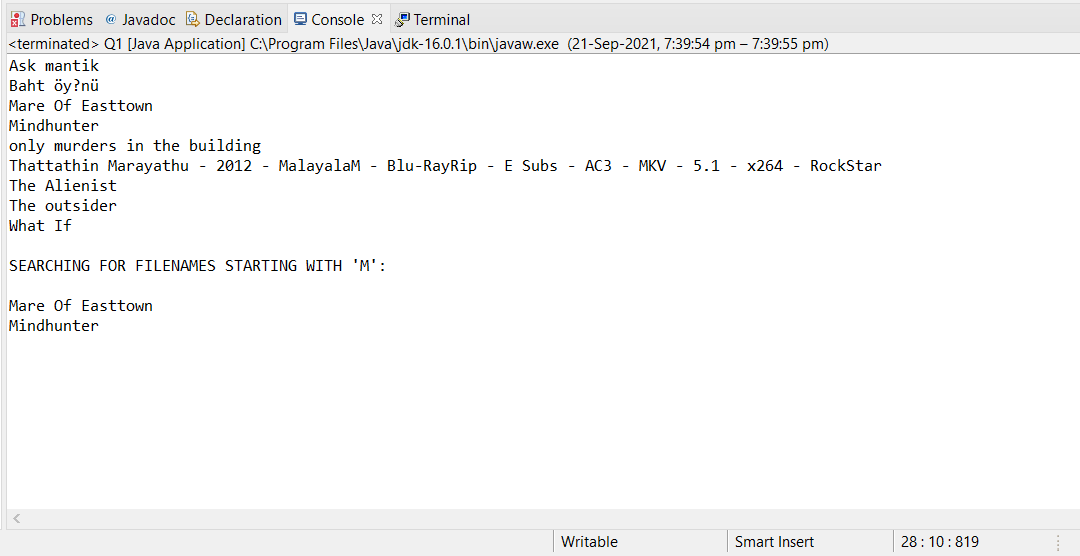 Problems @ Javadoc Declaration Console Terminal
<terminated> Q1 [Java Application] C:\Program Files\Java\jdk-16.0.1\bin\javaw.exe (21-Sep-2021, 7:39:54 pm – 7:39:55 pm)
Ask mantik
Baht öy?nü
Mare Of Easttown
Mindhunter
only murders in the building
Thattathin Marayathu - 2012 - MalayalaM - Blu-RayRip - E Subs - AC3 - MKV - 5.1 - x264 - RockStar
The Alienist
The outsider
What If
SEARCHING FOR FILENAMES STARTING WITH 'M':
Mare Of Easttown
Mindhunter
Writable Smart Insert 28 : 10 : 819